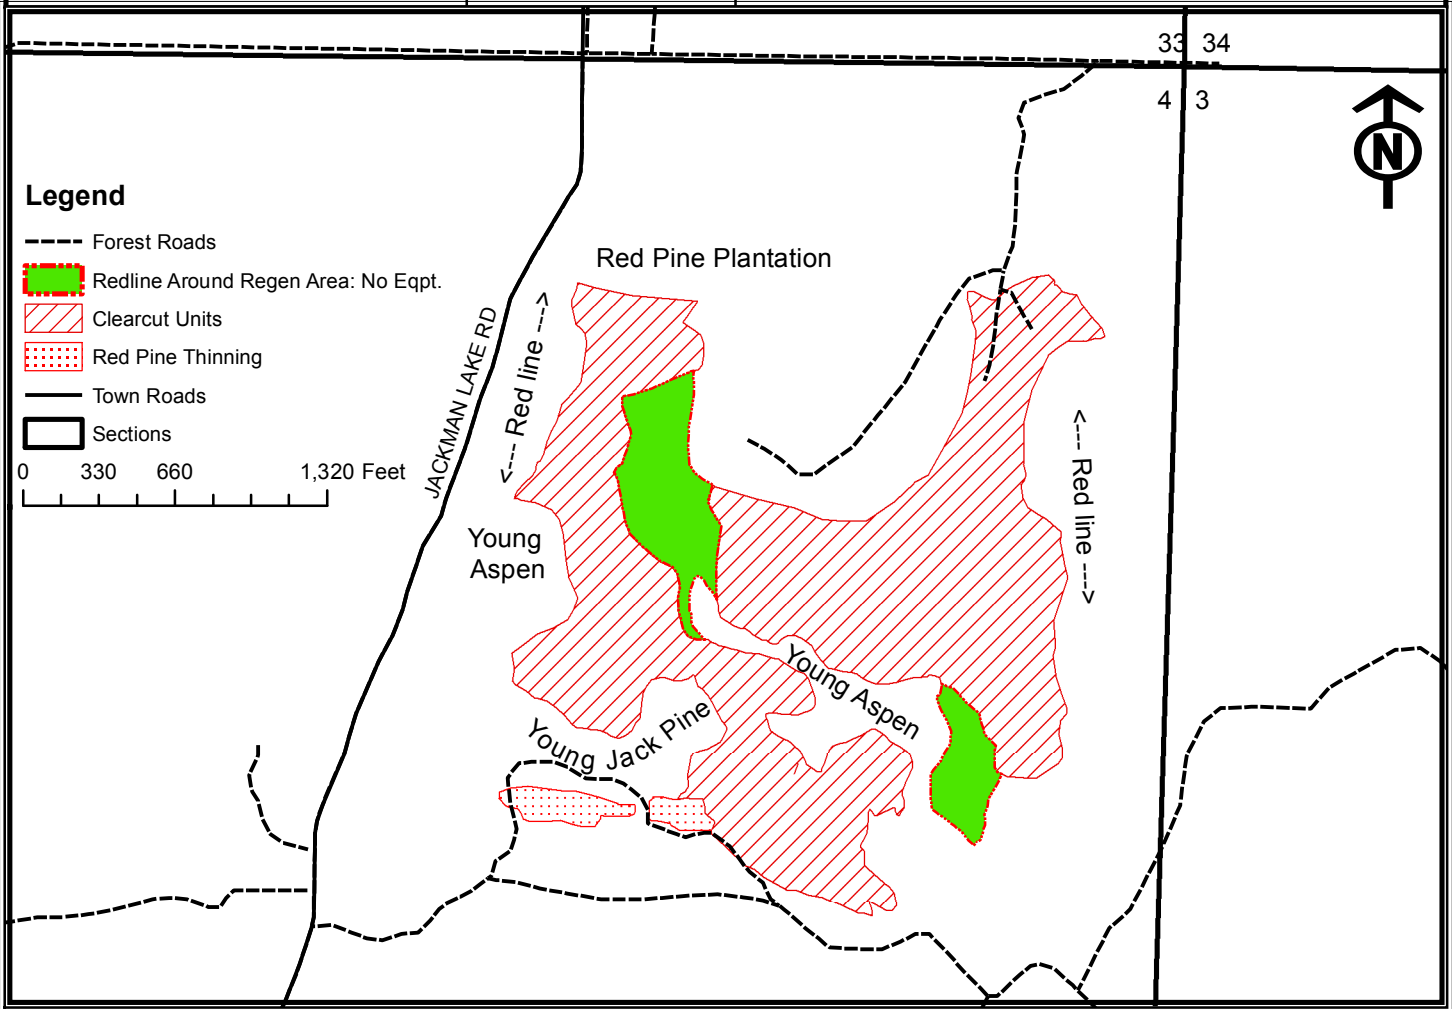 33 34
4 3
N
Legend
Forest Roads
Redline Around Regen Area: No Eqpt.
Clearcut Units
Red Pine Thinning
Town Roads
Sections
0 330 660 1,320 Feet
Red Pine Plantation
JACKMAN LAKE RD
<---- Red line ---->
<---- Red line ---->
Young
Aspen
Young Aspen
Young Jack Pine